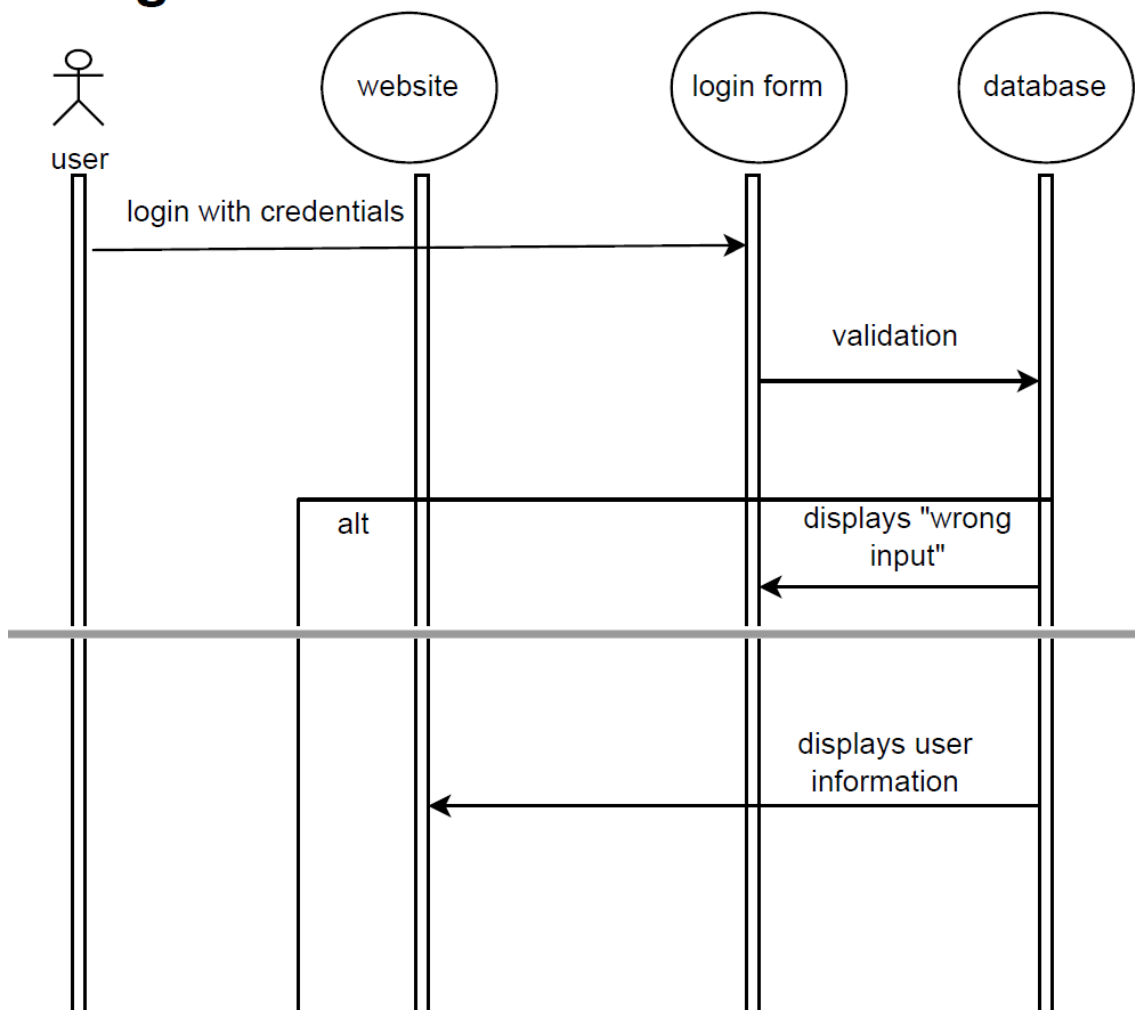 website
login form
database
user
login with credentials
validation
alt
displays "wrong
input"
displays user
information